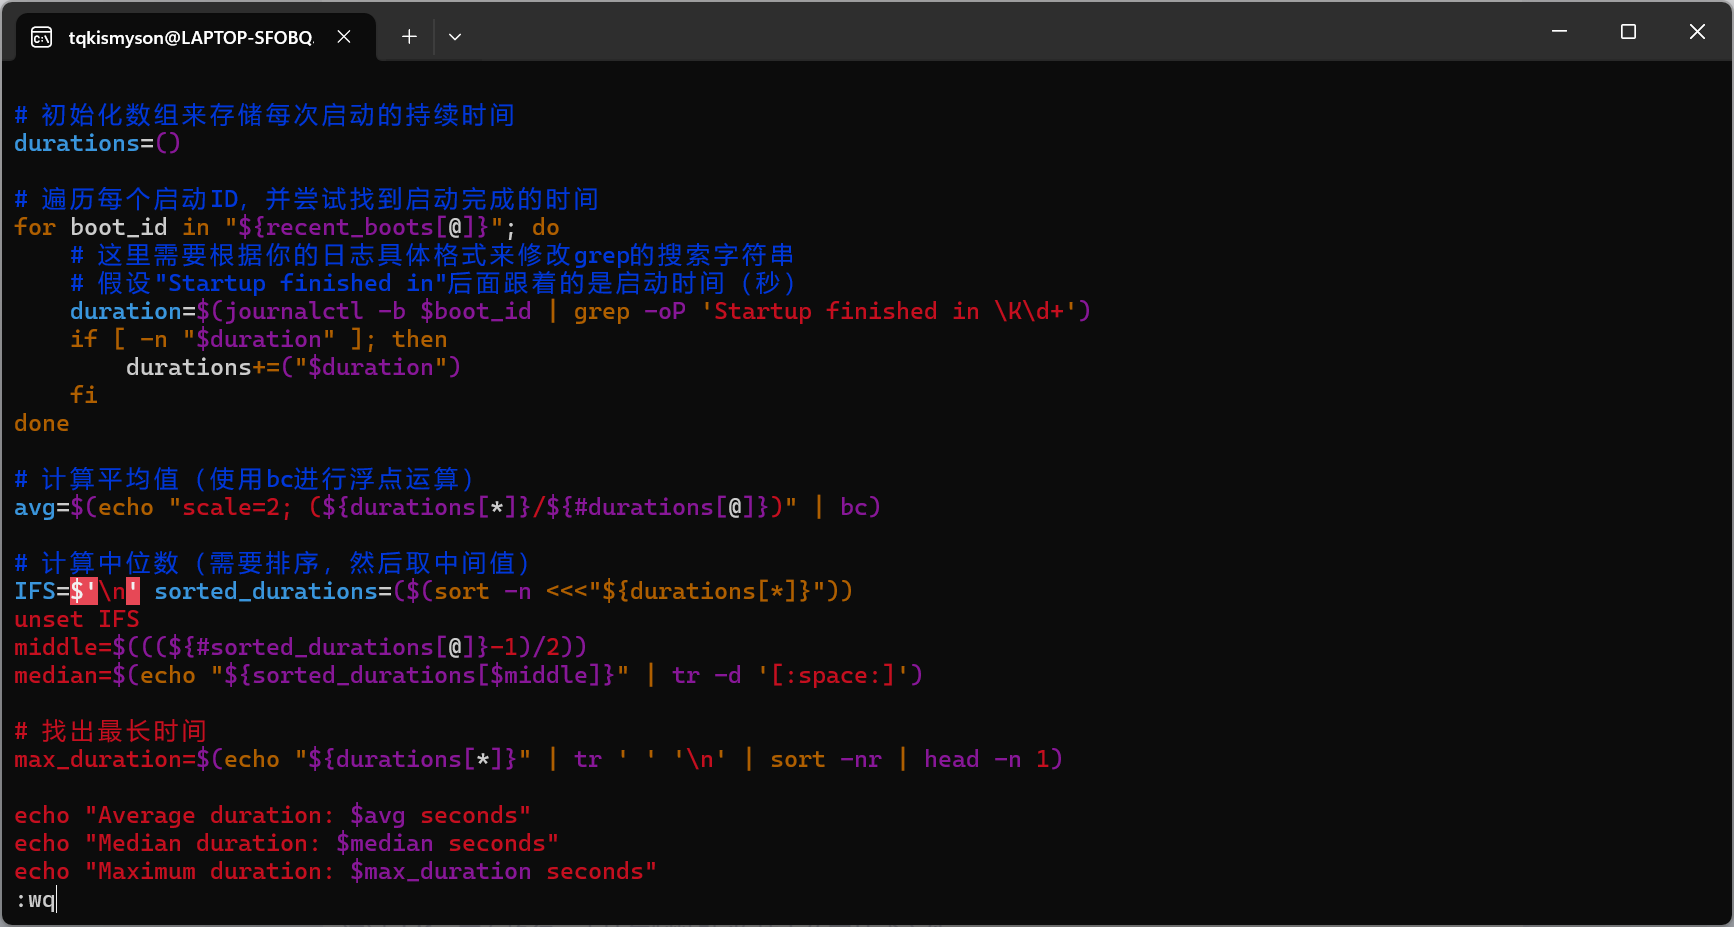 tqkismyson@LAPTOP-SFOBQ
# 初始化数组来存储每次启动的持续时间
durations=()
# 遍历每个启动ID，并尝试找到启动完成的时间
for boot_id in "${recent_boots[@]}"; do
    # 这里需要根据你的日志具体格式来修改grep的搜索字符串
    # 假设"Startup finished in"后面跟着的是启动时间（秒）
    duration=$(journalctl -b $boot_id | grep -oP 'Startup finished in \K\d+')
    if [ -n "$duration" ]; then
        durations+=("$duration")
    fi
done
# 计算平均值（使用bc进行浮点运算）
avg=$(echo "scale=2; (${durations[*]}/${#durations[@]})" | bc)
# 计算中位数（需要排序，然后取中间值）
IFS=$'\n' sorted_durations=($(sort -n <<<"${durations[*]}"))
unset IFS
middle=$(((${#sorted_durations[@]}-1)/2))
median=$(echo "${sorted_durations[$middle]}" | tr -d '[:space:]')
# 找出最长时间
max_duration=$(echo "${durations[*]}" | tr ' ' '\n' | sort -nr | head -n 1)
echo "Average duration: $avg seconds"
echo "Median duration: $median seconds"
echo "Maximum duration: $max_duration seconds"
:wq